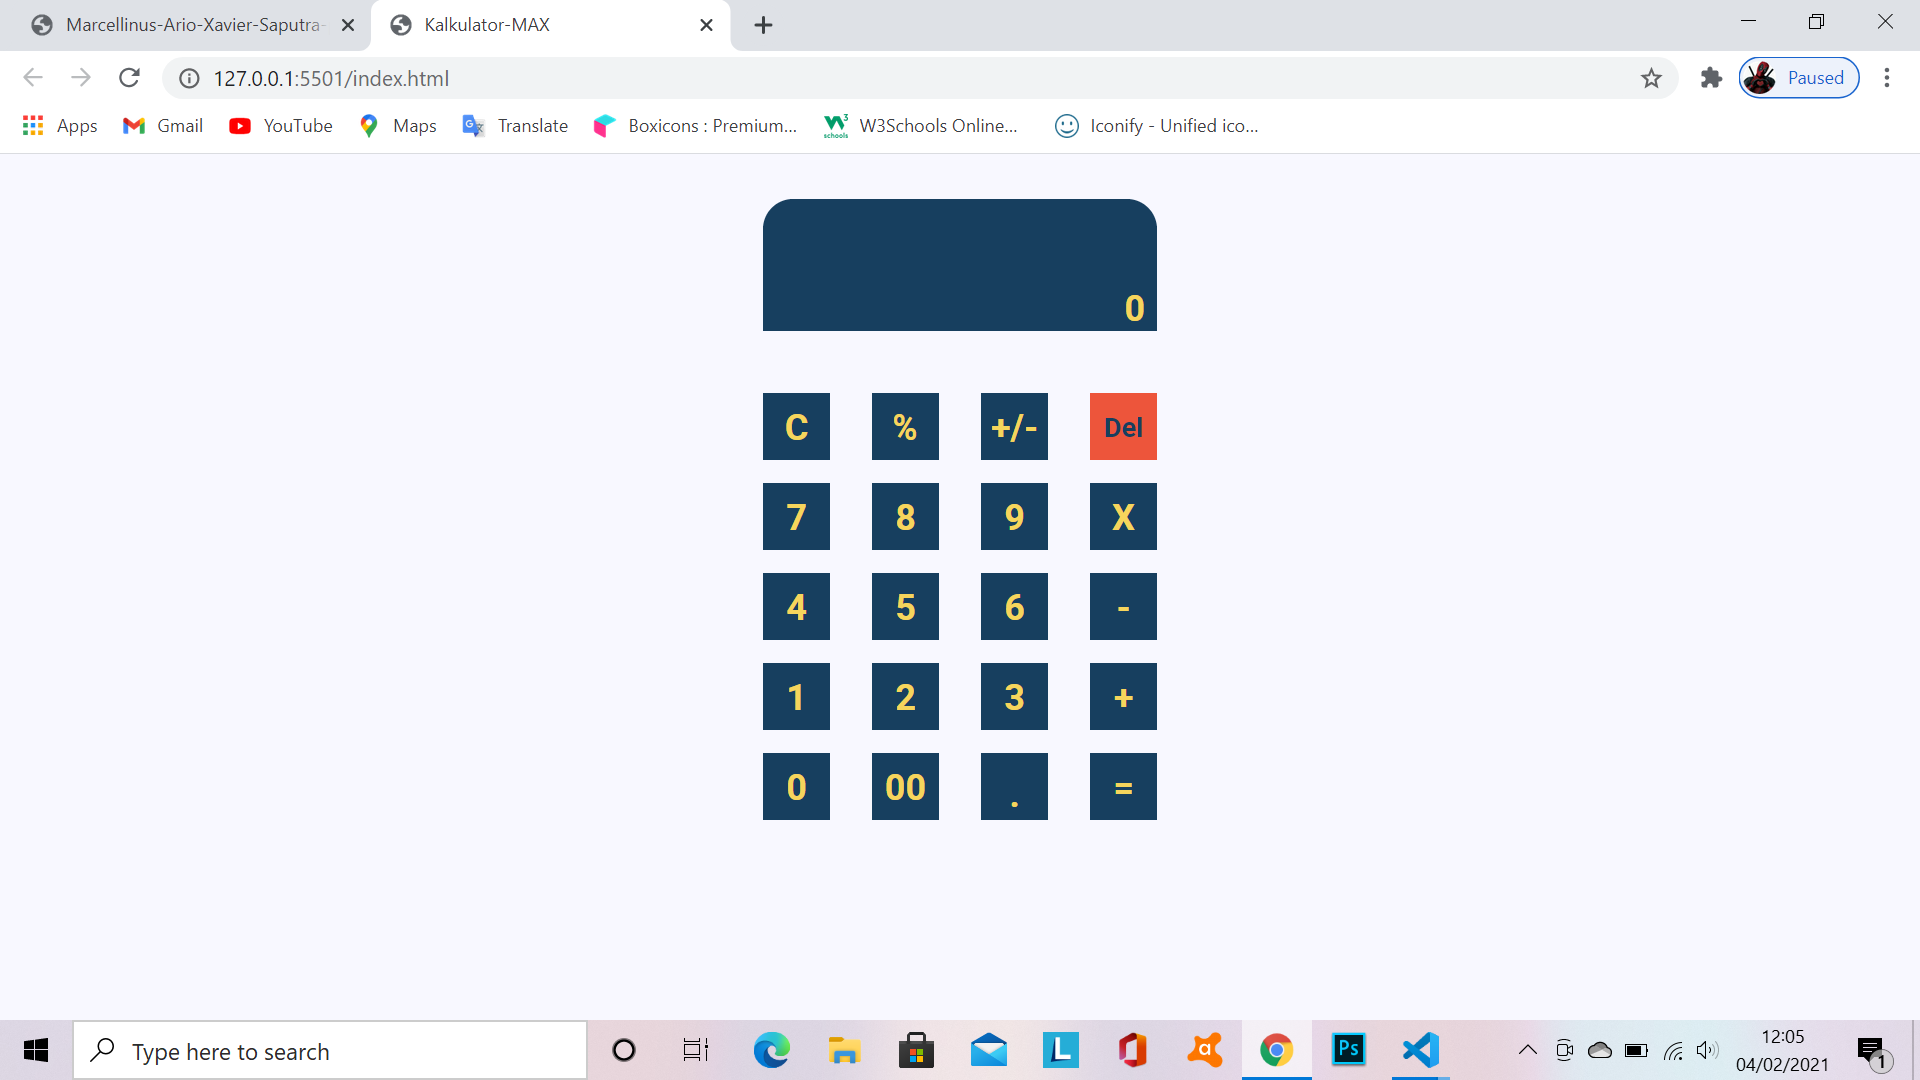 Marcellinus-Ario-Xavier-Saputra-
Kalkulator-MAX
127.0.0.1:5501/index.html
Paused
Apps
Gmail
YouTube
Maps
Translate
Boxicons : Premium...
W3Schools Online...
Iconify - Unified ico...
0
C % +/- Del
7 8 9 X
4 5 6 -
1 2 3 +
0 00 . =
Type here to search
12:05
04/02/2021
1